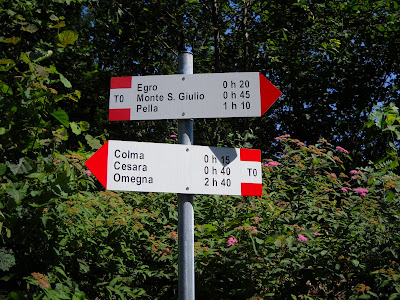 Egro 0 h 20
T0 Monte S. Giulio 0 h 45
Pella 1 h 10
Colma 0 h 15
Cesara 0 h 40 T0
Omegna 2 h 40